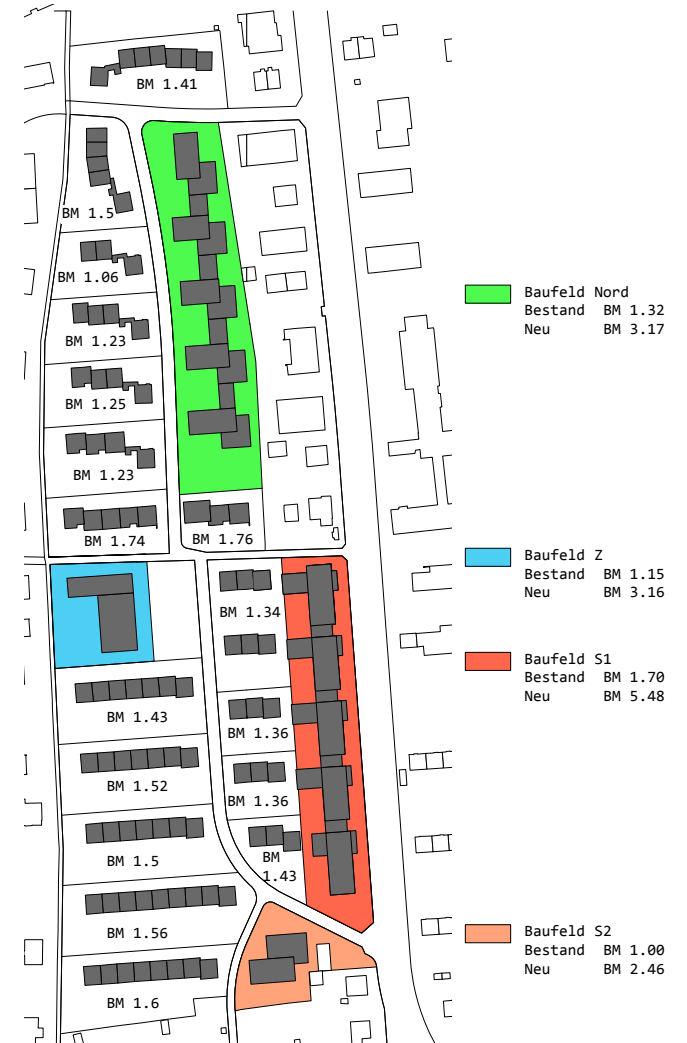 BM 1.41
BM 1.5
BM 1.06
BM 1.23
BM 1.25
BM 1.23
BM 1.74
BM 1.76
BM 1.34
BM 1.43
BM 1.36
BM 1.52
BM 1.36
BM 1.5
BM
1.43
BM 1.56
BM 1.6
Baufeld Nord
Bestand BM 1.32
Neu BM 3.17
Baufeld Z
Bestand BM 1.15
Neu BM 3.16
Baufeld S1
Bestand BM 1.70
Neu BM 5.48
Baufeld S2
Bestand BM 1.00
Neu BM 2.46